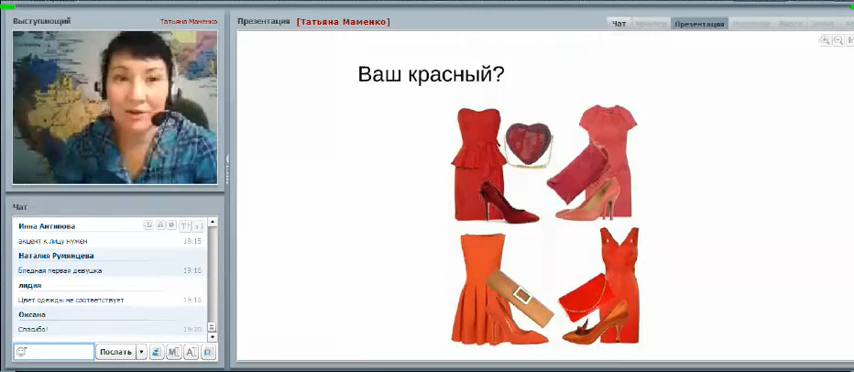 Выступающий
Татьяна Маменко
Презентация [Татьяна Маменко]
Чат
Презентация
Ваш красный?
Чат
Инна Антипова
акцент к лицу нужен
19:15
Наталия Румянцева
бледная первая девушка
19:16
лидия
Цвет одежды не соответствует
19:16
Оксана
Спасибо!
19:20
Послать